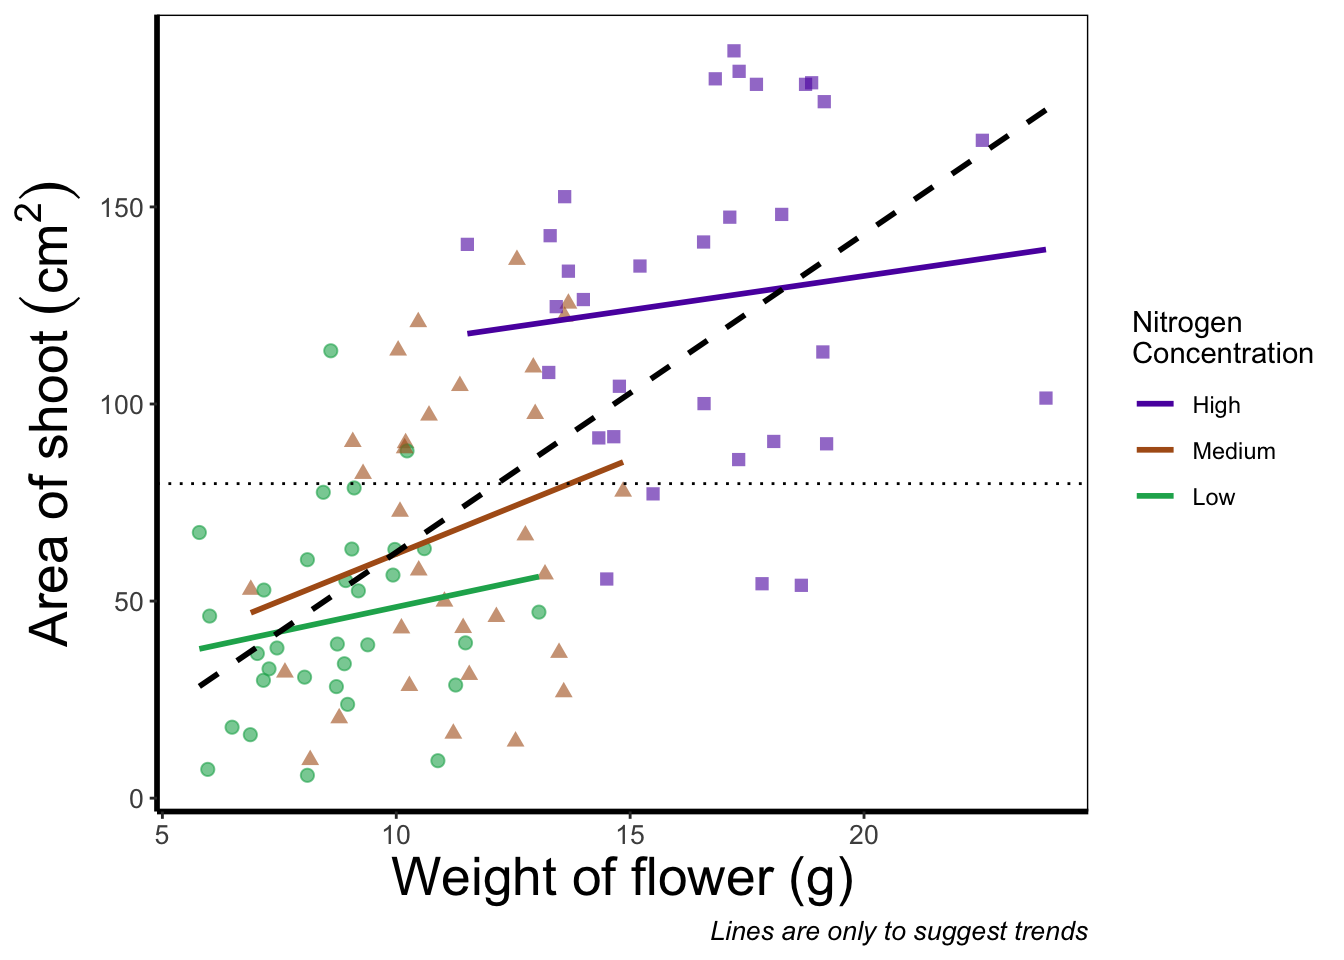 Area of shoot (cm²)
150
100
50
0
5 10 15 20
Weight of flower (g)
Lines are only to suggest trends
Nitrogen
Concentration
High
Medium
Low